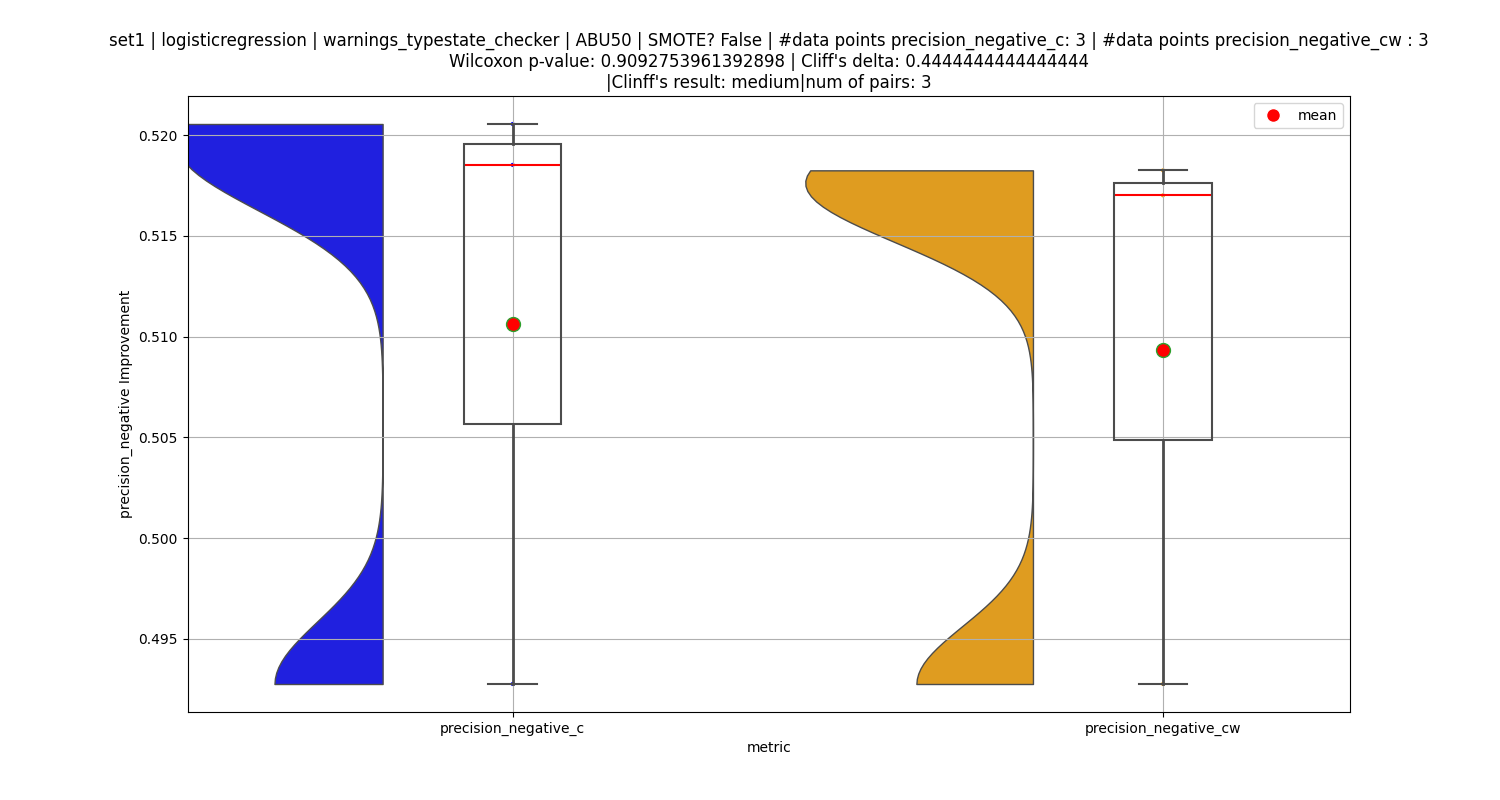 set1 | logisticregression | warnings_typestate_checker | ABU50 | SMOTE? False | #data points precision_negative_c: 3 | #data points precision_negative_cw : 3
Wilcoxon p-value: 0.9092753961392898 | Cliff's delta: 0.4444444444444444
|Clinff's result: medium|num of pairs: 3
mean
0.520
0.515
0.510
0.505
0.500
0.495
precision_negative Improvement
precision_negative_c
precision_negative_cw
metric